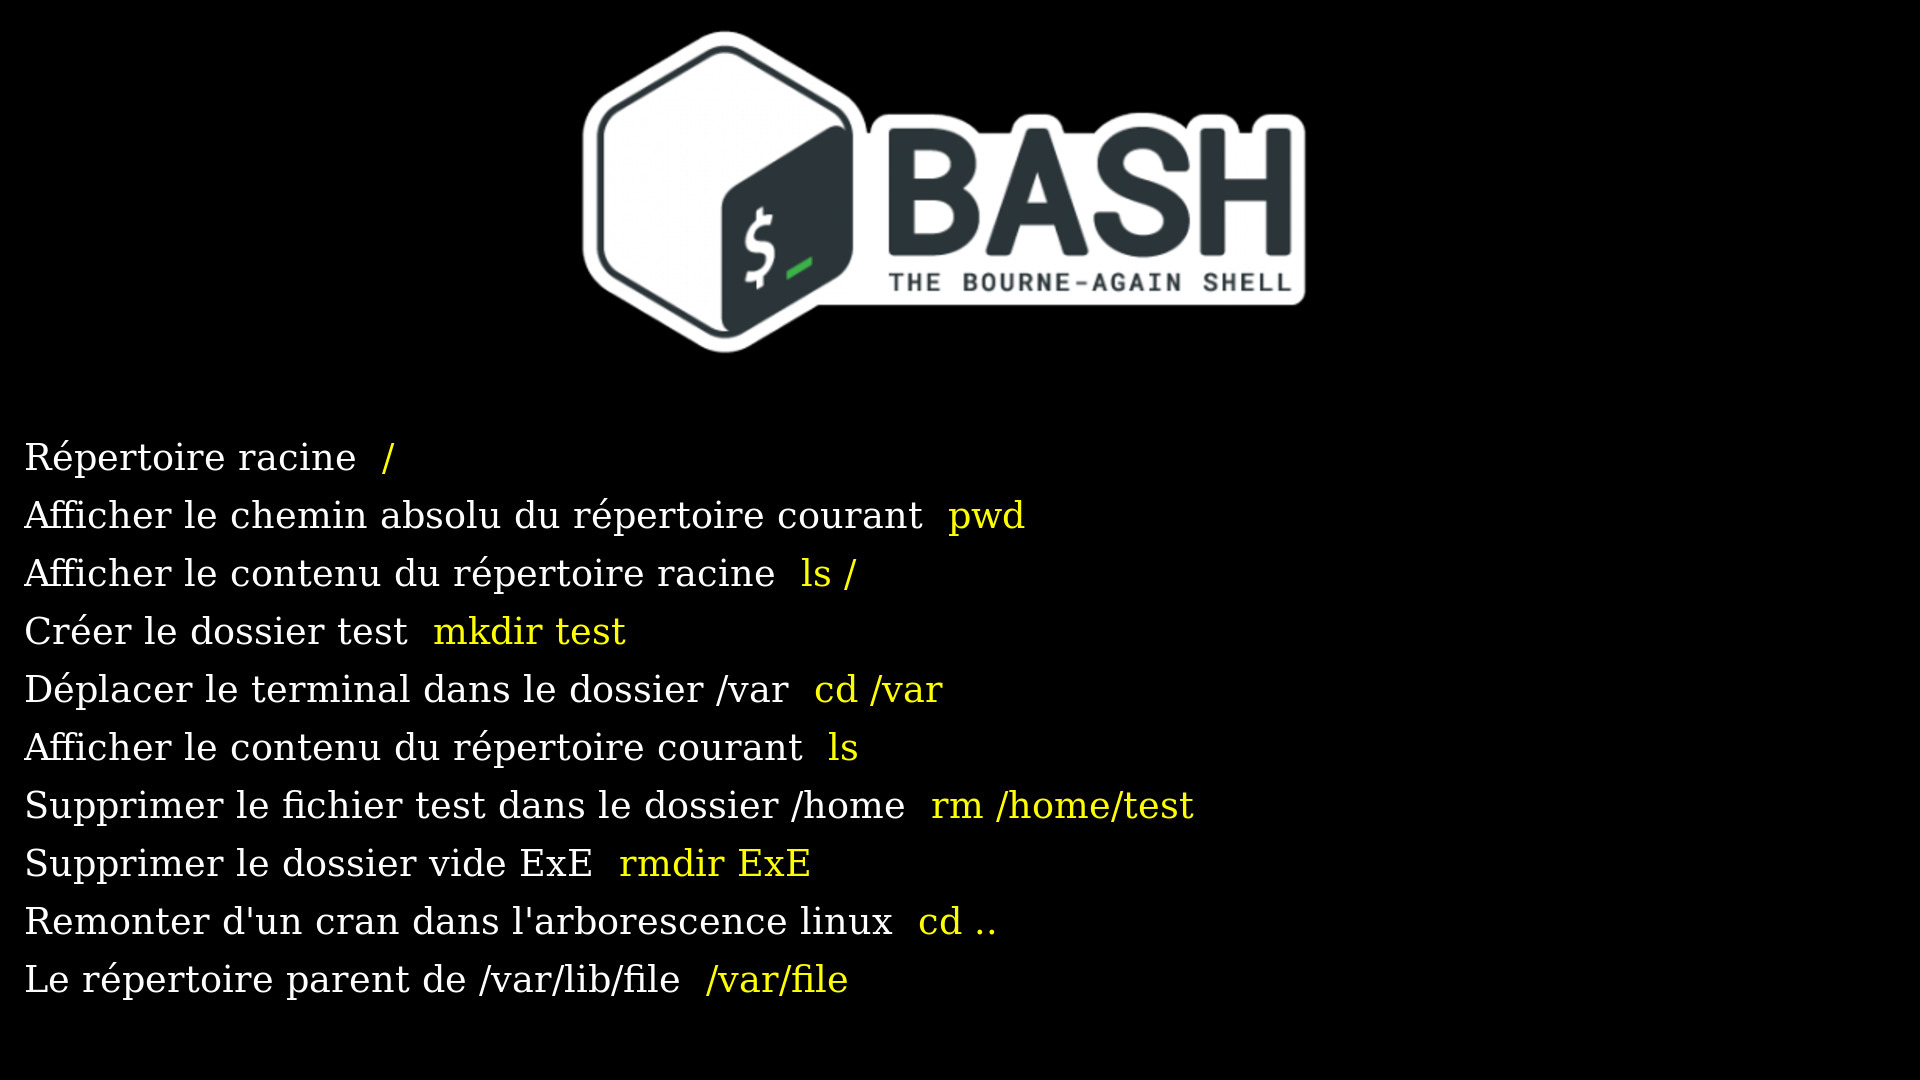 $_
BASH
THE BOURNE-AGAIN SHELL
Répertoire racine /
Afficher le chemin absolu du répertoire courant pwd
Afficher le contenu du répertoire racine ls /
Créer le dossier test mkdir test
Déplacer le terminal dans le dossier /var cd /var
Afficher le contenu du répertoire courant ls
Supprimer le fichier test dans le dossier /home rm /home/test
Supprimer le dossier vide ExE rmdir ExE
Remonter d'un cran dans l'arborescence linux cd ..
Le répertoire parent de /var/lib/file /var/file